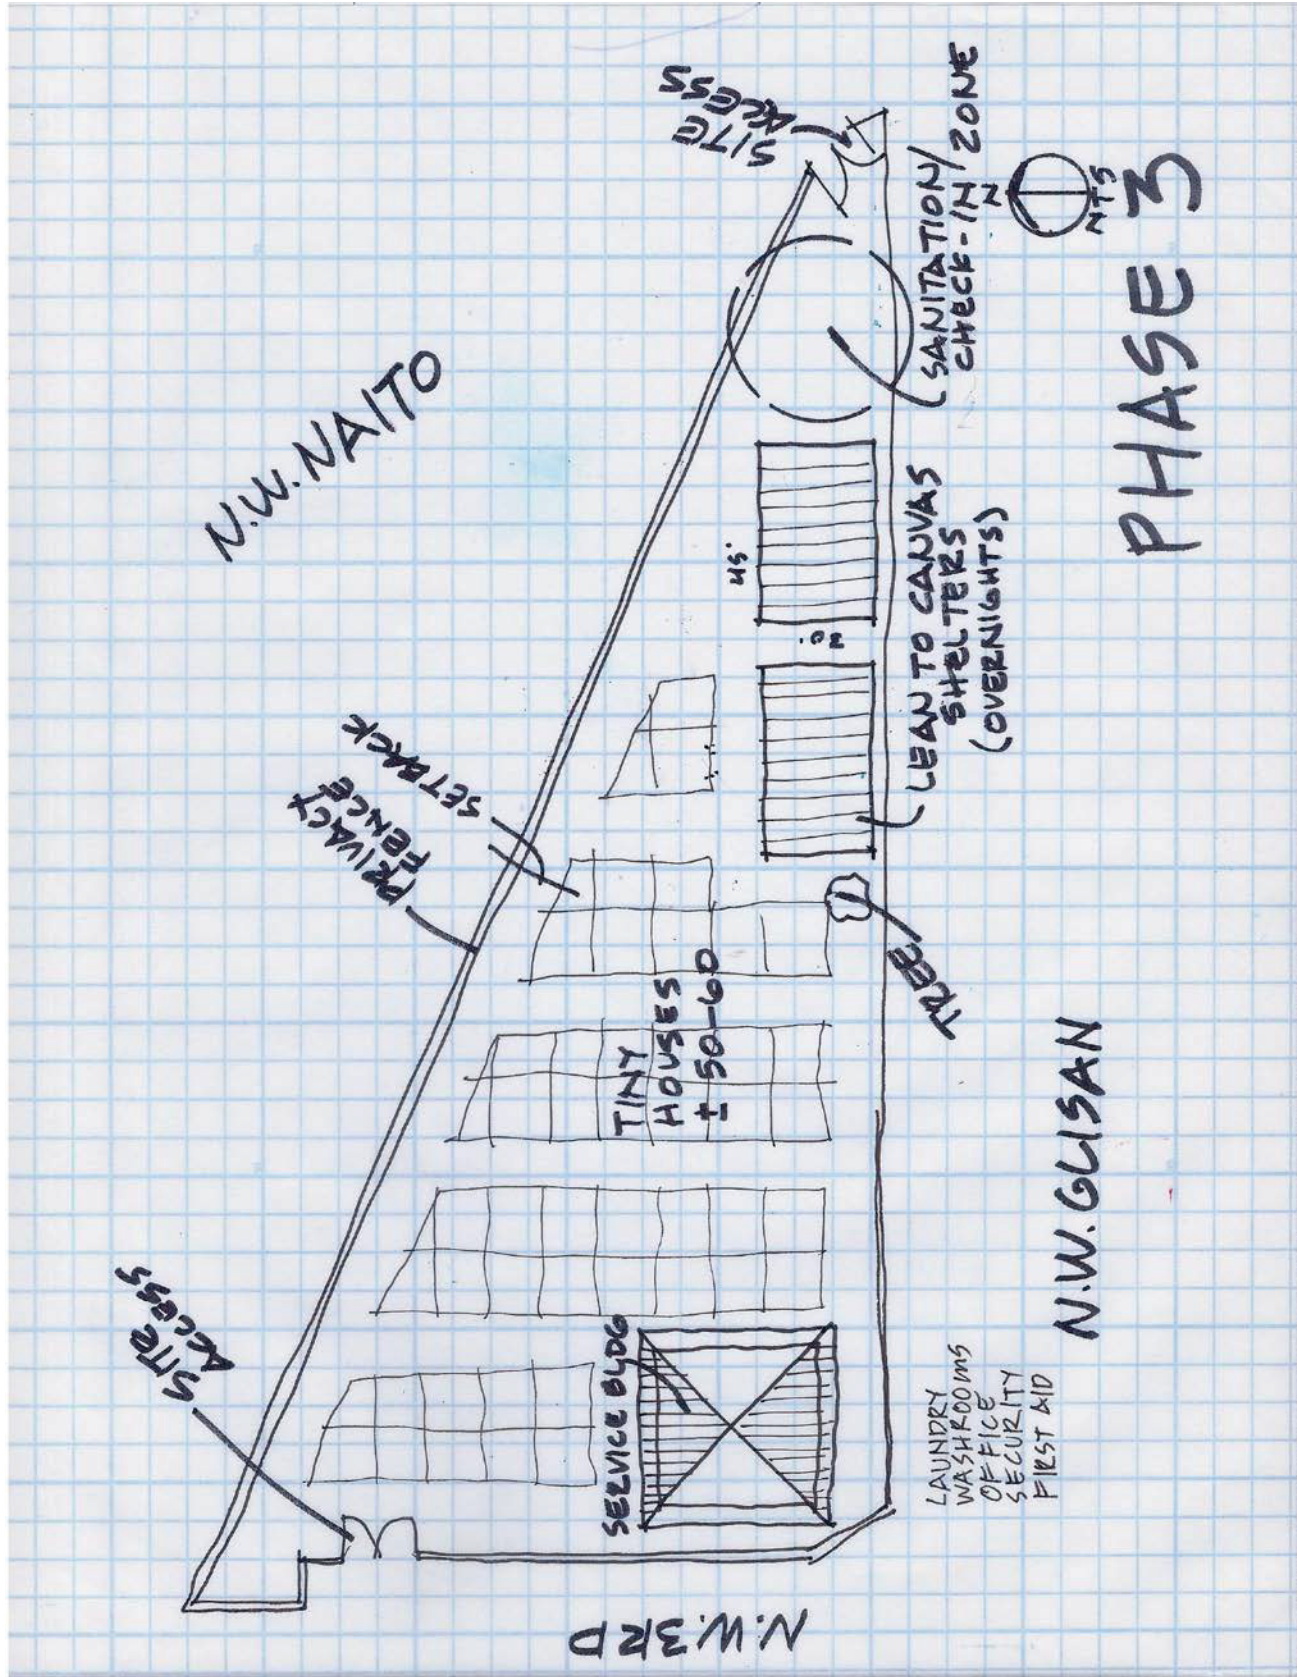 SITE
ACCESS
N.W. NAITO
PRIVACY
FENCE
SETBACK
SITE
ACCESS
TINY
HOUSES
± 50-60
45'
SERVICE BLDG
LAUNDRY
WASHROOMS
OFFICE
SECURITY
FIRST AID
TREE
LEAN TO CANVAS
SHELTERS
(OVERNIGHTS)
SANITATION/
CHECK-IN/ZONE
N
NTS
N.W. 3RD
N.W. GLISAN
PHASE 3